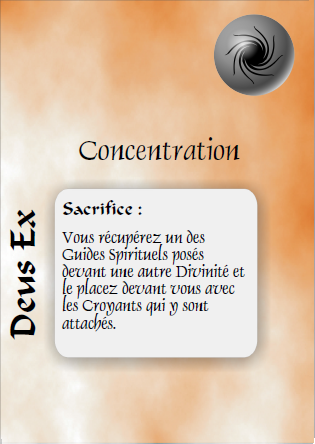 Concentration
Deus Ex
Sacrifice :
Vous récupérez un des
Guides Spirituels posés
devant une autre Divinité et
le placez devant vous avec
les Croyants qui y sont
attachés.